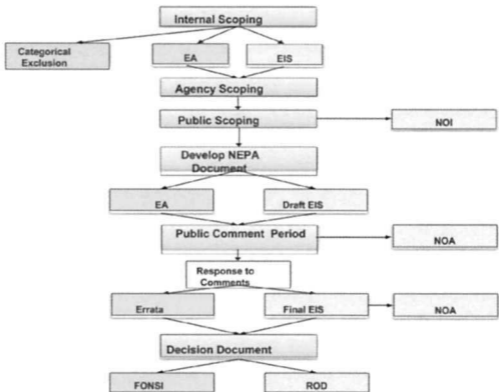 Internal Scoping
Categorical
Exclusion
EA
EIS
Agency Scoping
Public Scoping
NOI
Develop NEPA
Document
EA
Draft EIS
Public Comment Period
NOA
Response to
Comments
Errata
Final EIS
NOA
Decision Document
FONSI
ROD